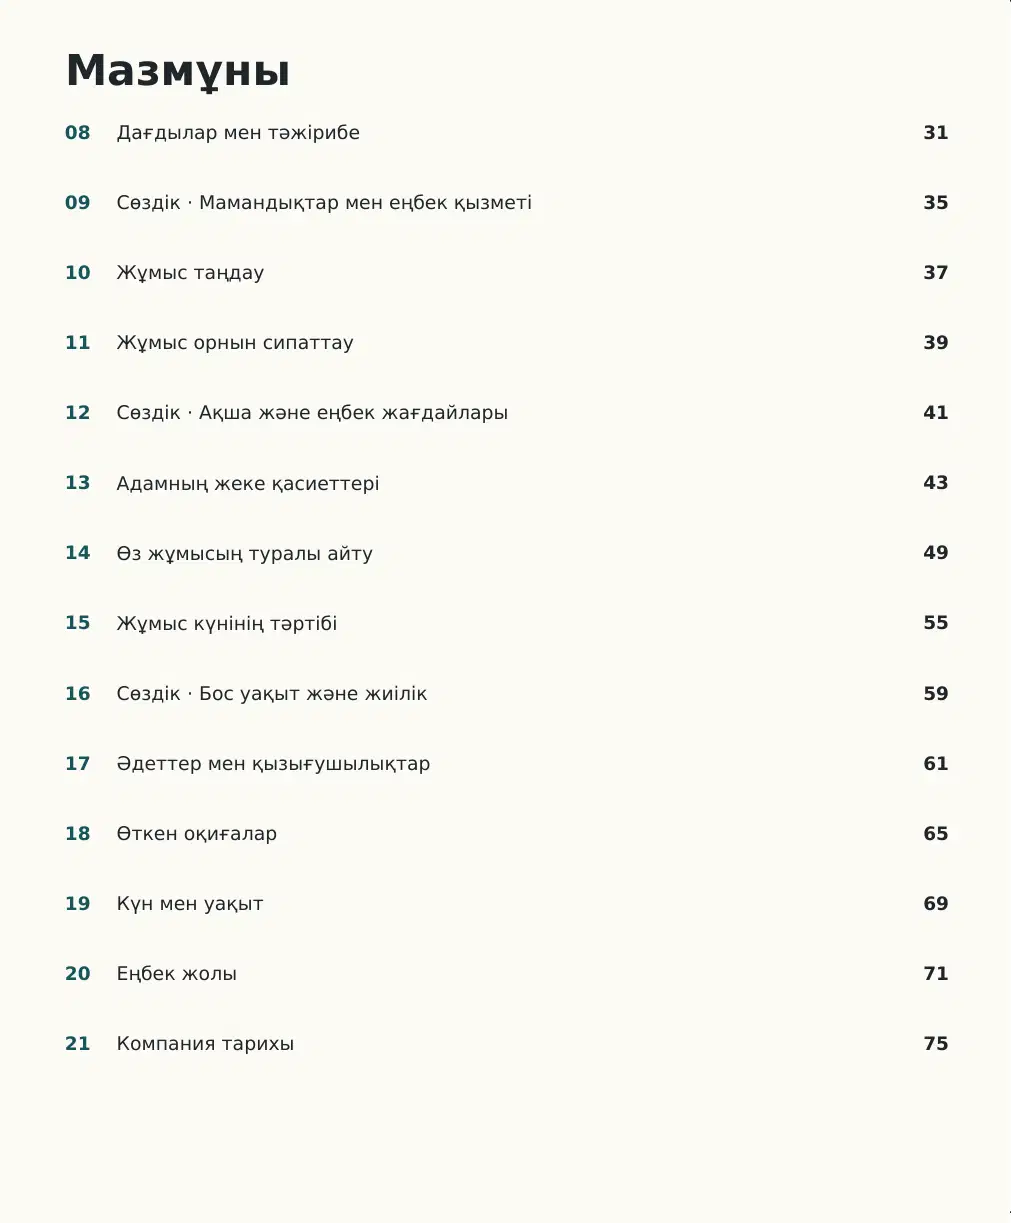 Мазмұны
08 Дағдылар мен тәжірибе 31
09 Сөздік · Мамандықтар мен еңбек қызметі 35
10 Жұмыс таңдау 37
11 Жұмыс орнын сипаттау 39
12 Сөздік · Ақша және еңбек жағдайлары 41
13 Адамның жеке қасиеттері 43
14 Өз жұмысың туралы айту 49
15 Жұмыс күнінің тәртібі 55
16 Сөздік · Бос уақыт және жиілік 59
17 Әдеттер мен қызығушылықтар 61
18 Өткен оқиғалар 65
19 Күн мен уақыт 69
20 Еңбек жолы 71
21 Компания тарихы 75